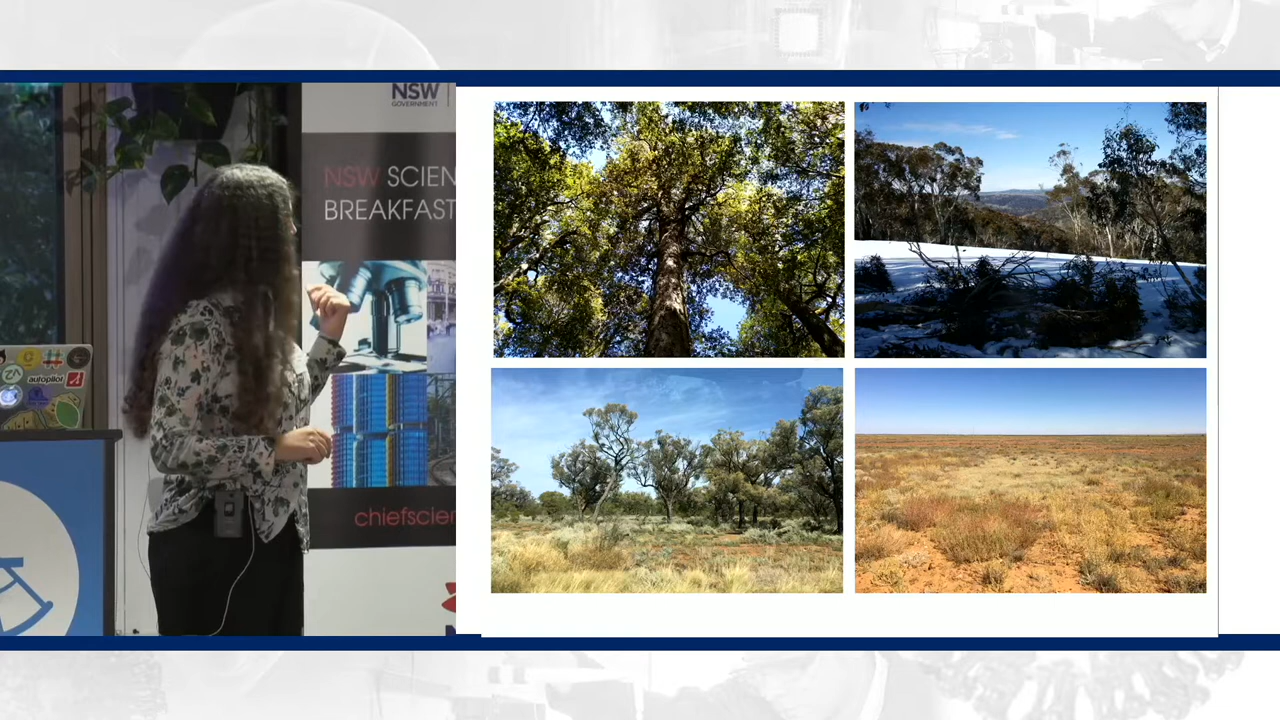 NSW
GOVERNMENT
NSW SCIEN
BREAKFAST
autopilot
chiefscien